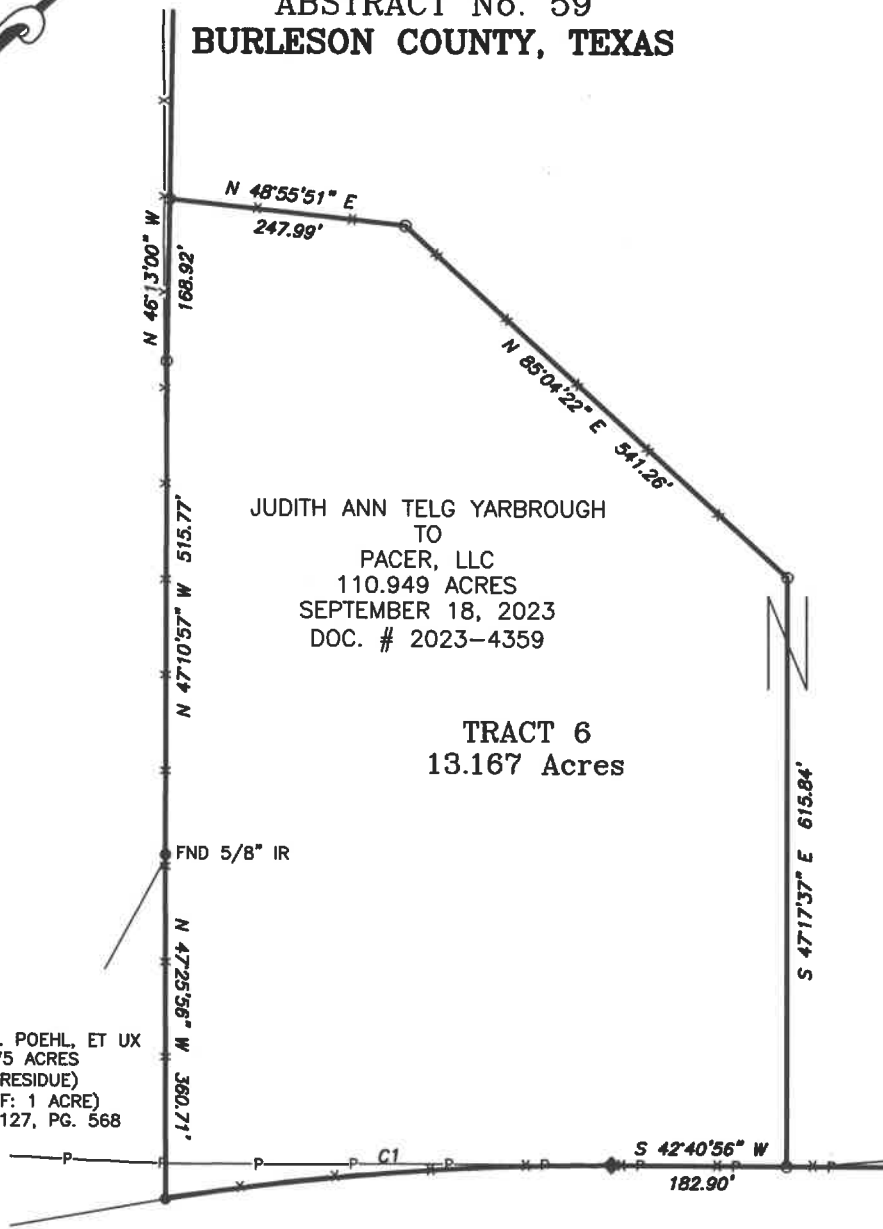 ABSTRACT No. 59
BURLESON COUNTY, TEXAS
N 48°55'51" E
247.99'
N 46°13'00" W
168.92'
N 85°04'22" E 541.26'
N 47°10'57" W 515.77'
JUDITH ANN TELG YARBROUGH
TO
PACER, LLC
110.949 ACRES
SEPTEMBER 18, 2023
DOC. # 2023-4359
N
TRACT 6
13.167 Acres
S 47°17'37" E 615.84'
FND 5/8" IR
N 47°25'56" W 360.71'
. POEHL, ET UX
75 ACRES
RESIDUE)
F: 1 ACRE)
127, PG. 568
P P P P C1 P P P P P
S 42°40'56" W
182.90'